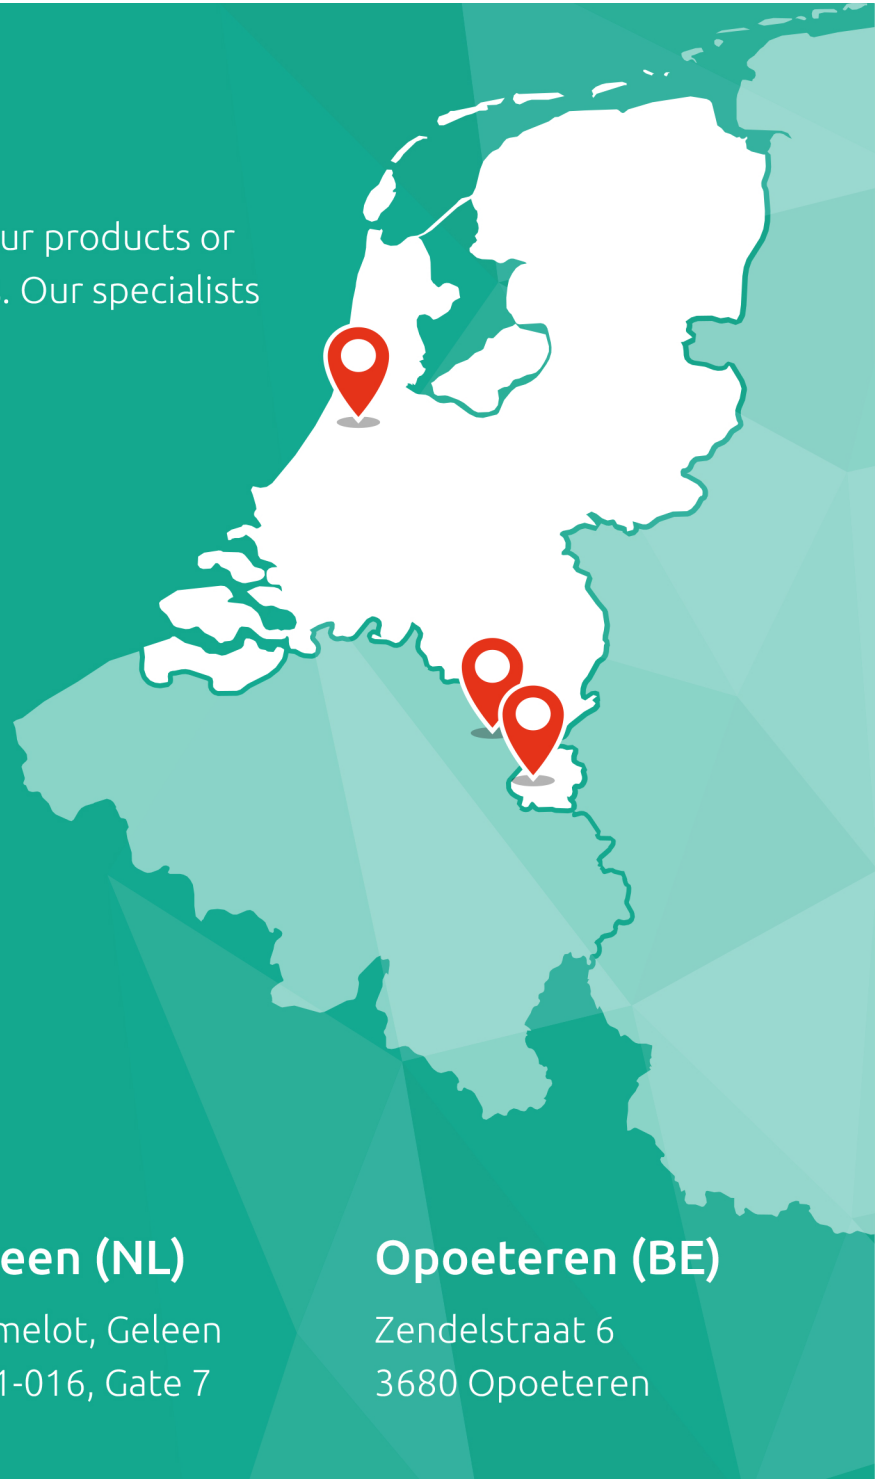 ur products or
. Our specialists
een (NL)
melot, Geleen
1-016, Gate 7
Opoeteren (BE)
Zendelstraat 6
3680 Opoeteren